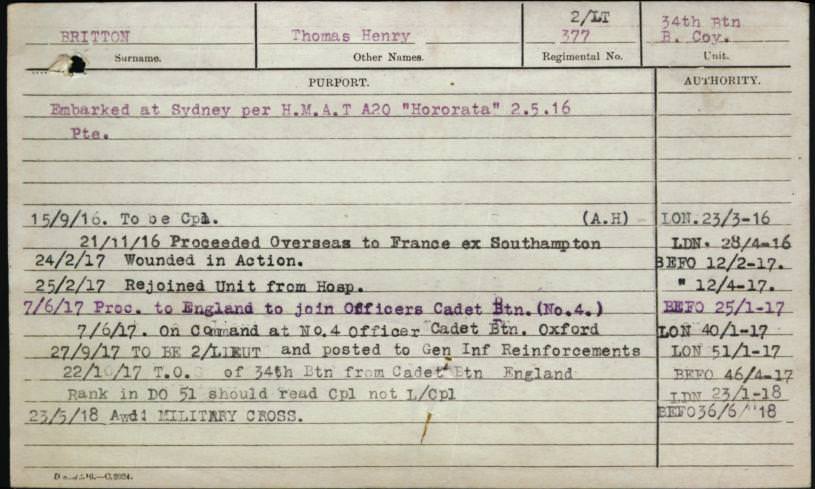 2/LT 34th Btn
BRITTON Thomas Henry 377 B. Coy.
Surname. Other Names. Regimental No. Unit.
PURPORT. AUTHORITY.
Embarked at Sydney per H.M.A.T A20 "Hororata" 2.5.16
Pte.
15/9/16. To be Cpl. (A.H) LON.23/3-16
21/11/16 Proceeded Overseas to France ex Southampton LDN. 28/4-16
24/2/17 Wounded in Action. BEFO 12/2-17.
25/2/17 Rejoined Unit from Hosp. " 12/4-17.
7/6/17 Proc. to England to join Officers Cadet Btn.(No.4.) BEFO 25/1-17
7/6/17. On Command at No.4 Officer Cadet Btn. Oxford LON 40/1-17
27/9/17 TO BE 2/LIEUT and posted to Gen Inf Reinforcements LON 51/1-17
22/10/17 T.O.S of 34th Btn from Cadet Btn England BEFO 46/4-17
Rank in DO 51 should read Cpl not L/Cpl LDN 23/1-18
23/5/18 Awd: MILITARY CROSS. BEFO36/6/"18